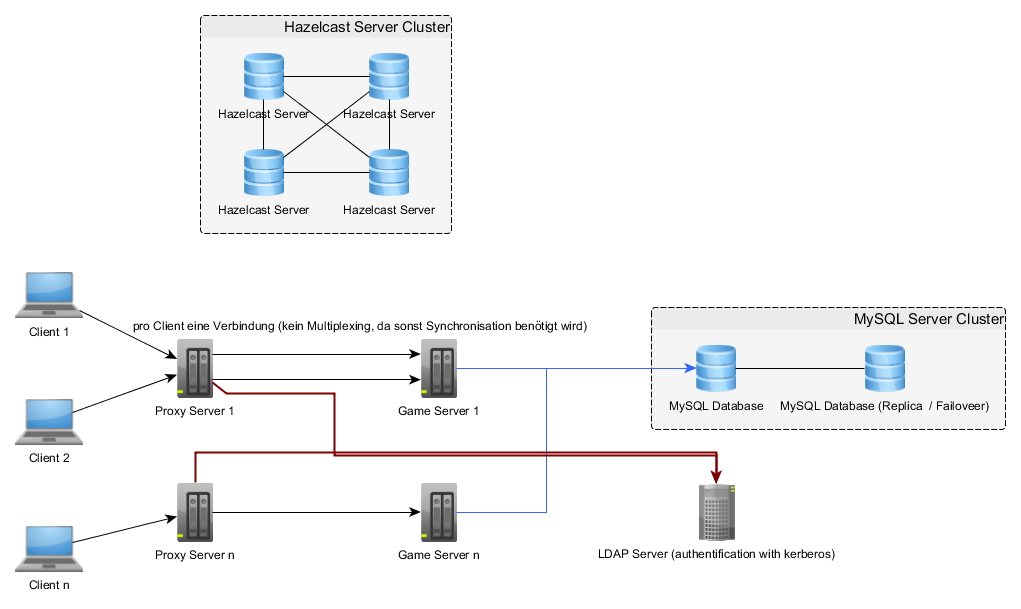 Hazelcast Server Cluster
Hazelcast Server
Hazelcast Server
Hazelcast Server
Hazelcast Server
Client 1
pro Client eine Verbindung (kein Multiplexing, da sonst Synchronisation benötigt wird)
MySQL Server Cluster
Proxy Server 1
Game Server 1
MySQL Database
MySQL Database (Replica / Failoveer)
Client 2
Proxy Server n
Game Server n
LDAP Server (authentification with kerberos)
Client n